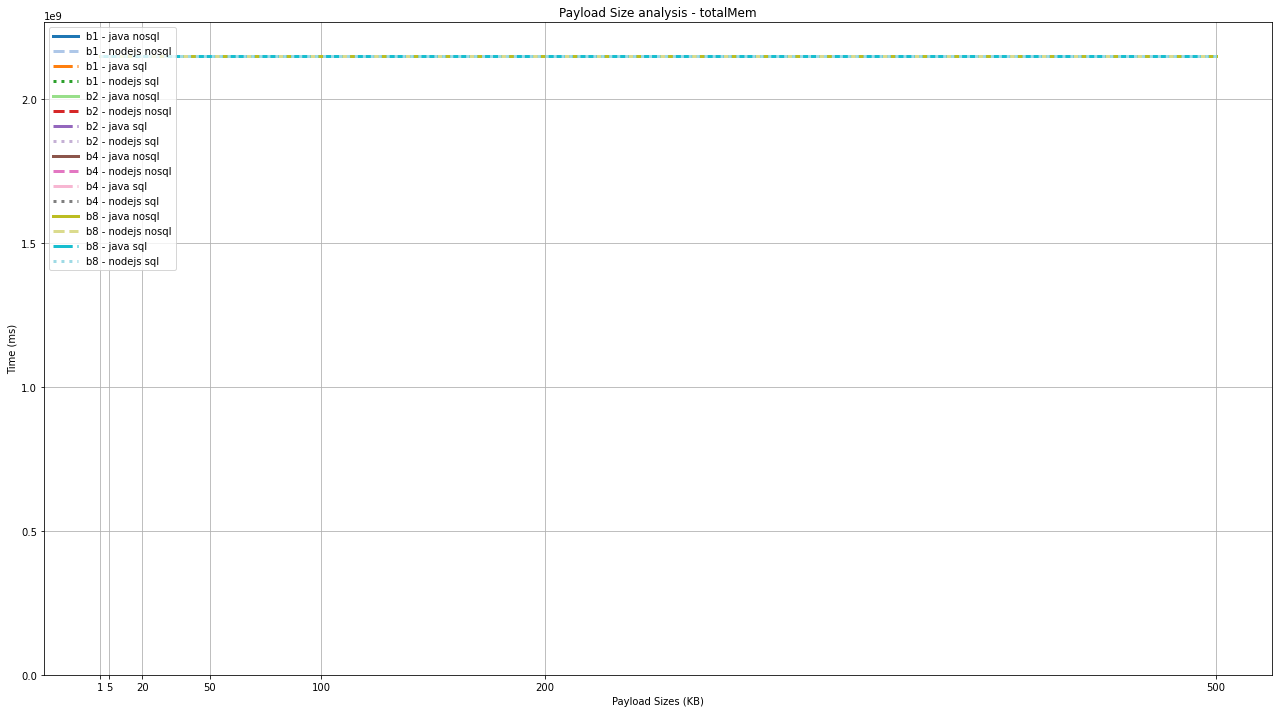 Payload Size analysis - totalMem
1e9
b1 - java nosql
b1 - nodejs nosql
b1 - java sql
b1 - nodejs sql
b2 - java nosql
b2 - nodejs nosql
b2 - java sql
b2 - nodejs sql
b4 - java nosql
b4 - nodejs nosql
b4 - java sql
b4 - nodejs sql
b8 - java nosql
b8 - nodejs nosql
b8 - java sql
b8 - nodejs sql
2.0
1.5
1.0
0.5
0.0
Time (ms)
1 5 20 50 100 200 500
Payload Sizes (KB)